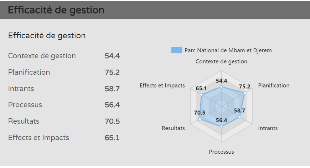 Efficacité de gestion
Efficacité de gestion
Contexte de gestion 54.4
Planification 75.2
Intrants 58.7
Processus 56.4
Resultats 70.5
Effects et Impacts 65.1
Parc National de Mbam et Djerem
Contexte de gestion
54.4
Effects et Impacts 65.1 75.2 Planification
70.5 58.7
56.4
Resultats Intrants
Processus